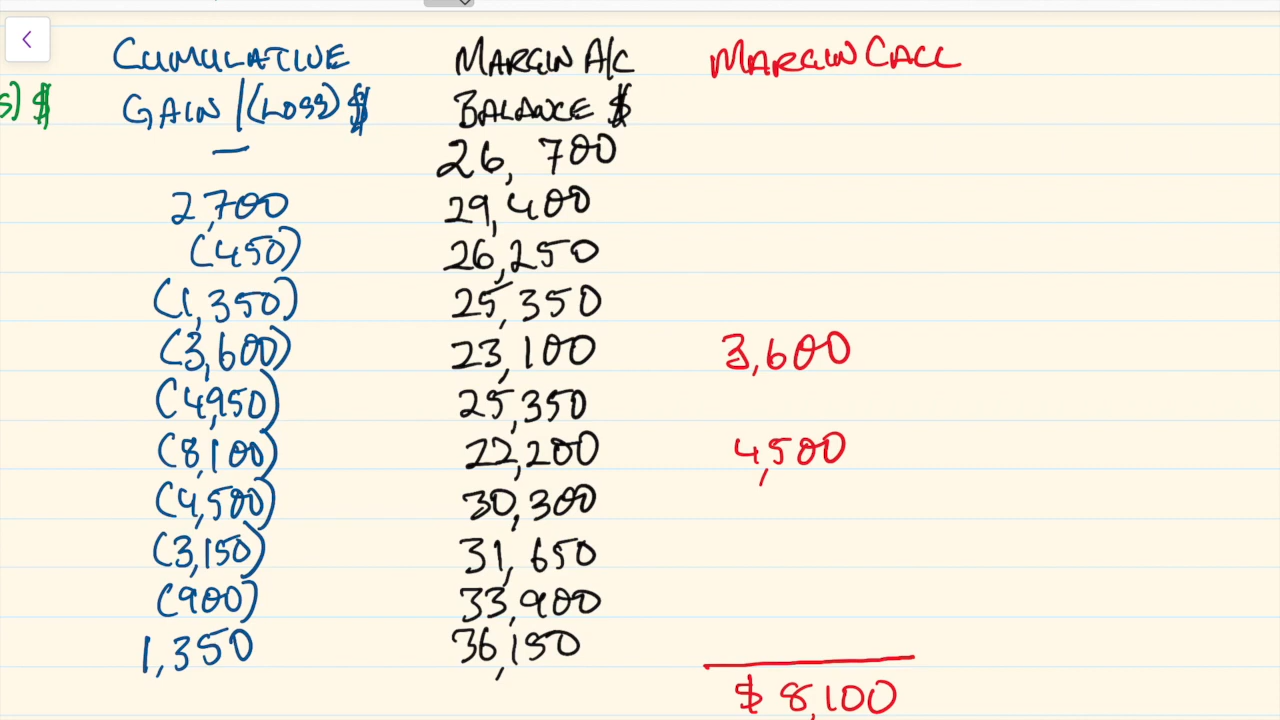 CUMULATIVE MARGIN A/C MARGIN CALL
S) $ GAIN/(LOSS) $ BALANCE $
— 26,700
2,700 29,400
(450) 26,250
(1,350) 25,350
(3,600) 23,100 3,600
(4,950) 25,350
(8,100) 22,200 4,500
(4,500) 30,300
(3,150) 31,650
(900) 33,900
1,350 36,150
$ 8,100